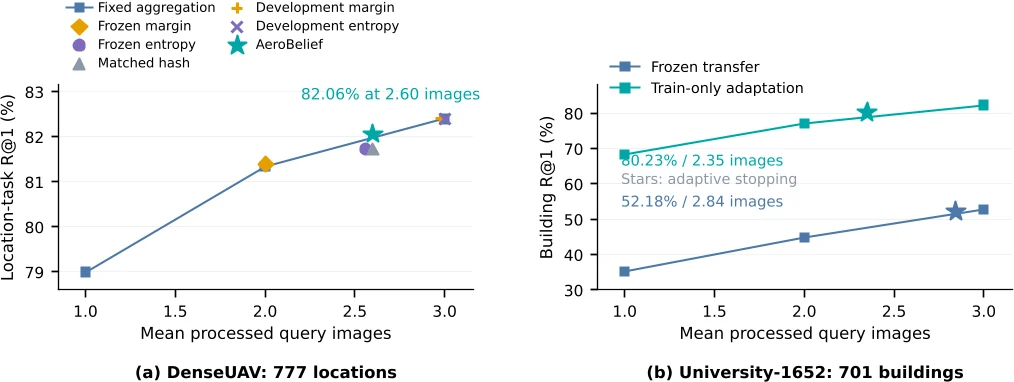 Fixed aggregation
Frozen margin
Frozen entropy
Matched hash
Development margin
Development entropy
AeroBelief
82.06% at 2.60 images
Location-task R@1 (%)
83
82
81
80
79
1.0 1.5 2.0 2.5 3.0
Mean processed query images
(a) DenseUAV: 777 locations
Frozen transfer
Train-only adaptation
80.23% / 2.35 images
Stars: adaptive stopping
52.18% / 2.84 images
Building R@1 (%)
80
70
60
50
40
30
1.0 1.5 2.0 2.5 3.0
Mean processed query images
(b) University-1652: 701 buildings